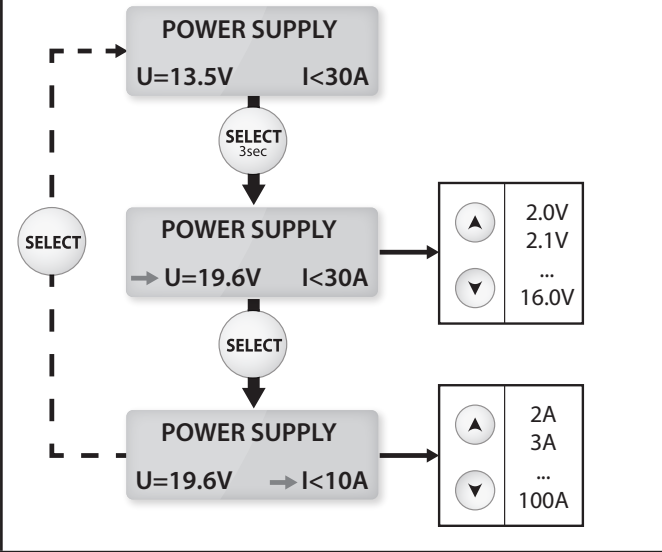 POWER SUPPLY
U=13.5V I<30A
SELECT
3sec
POWER SUPPLY
U=19.6V I<30A
2.0V
2.1V
...
16.0V
SELECT
SELECT
POWER SUPPLY
U=19.6V I<10A
2A
3A
...
100A